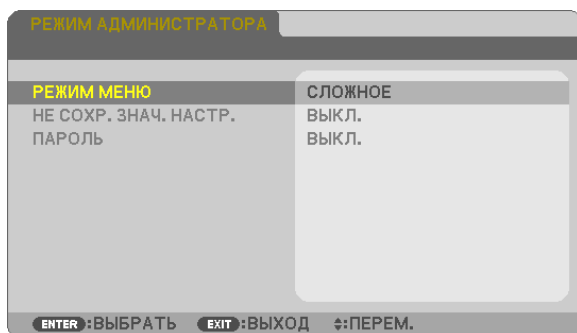 РЕЖИМ АДМИНИСТРАТОРА
РЕЖИМ МЕНЮ СЛОЖНОЕ
НЕ СОХР. ЗНАЧ. НАСТР. ВЫКЛ.
ПАРОЛЬ ВЫКЛ.
ENTER :ВЫБРАТЬ EXIT :ВЫХОД :ПЕРЕМ.